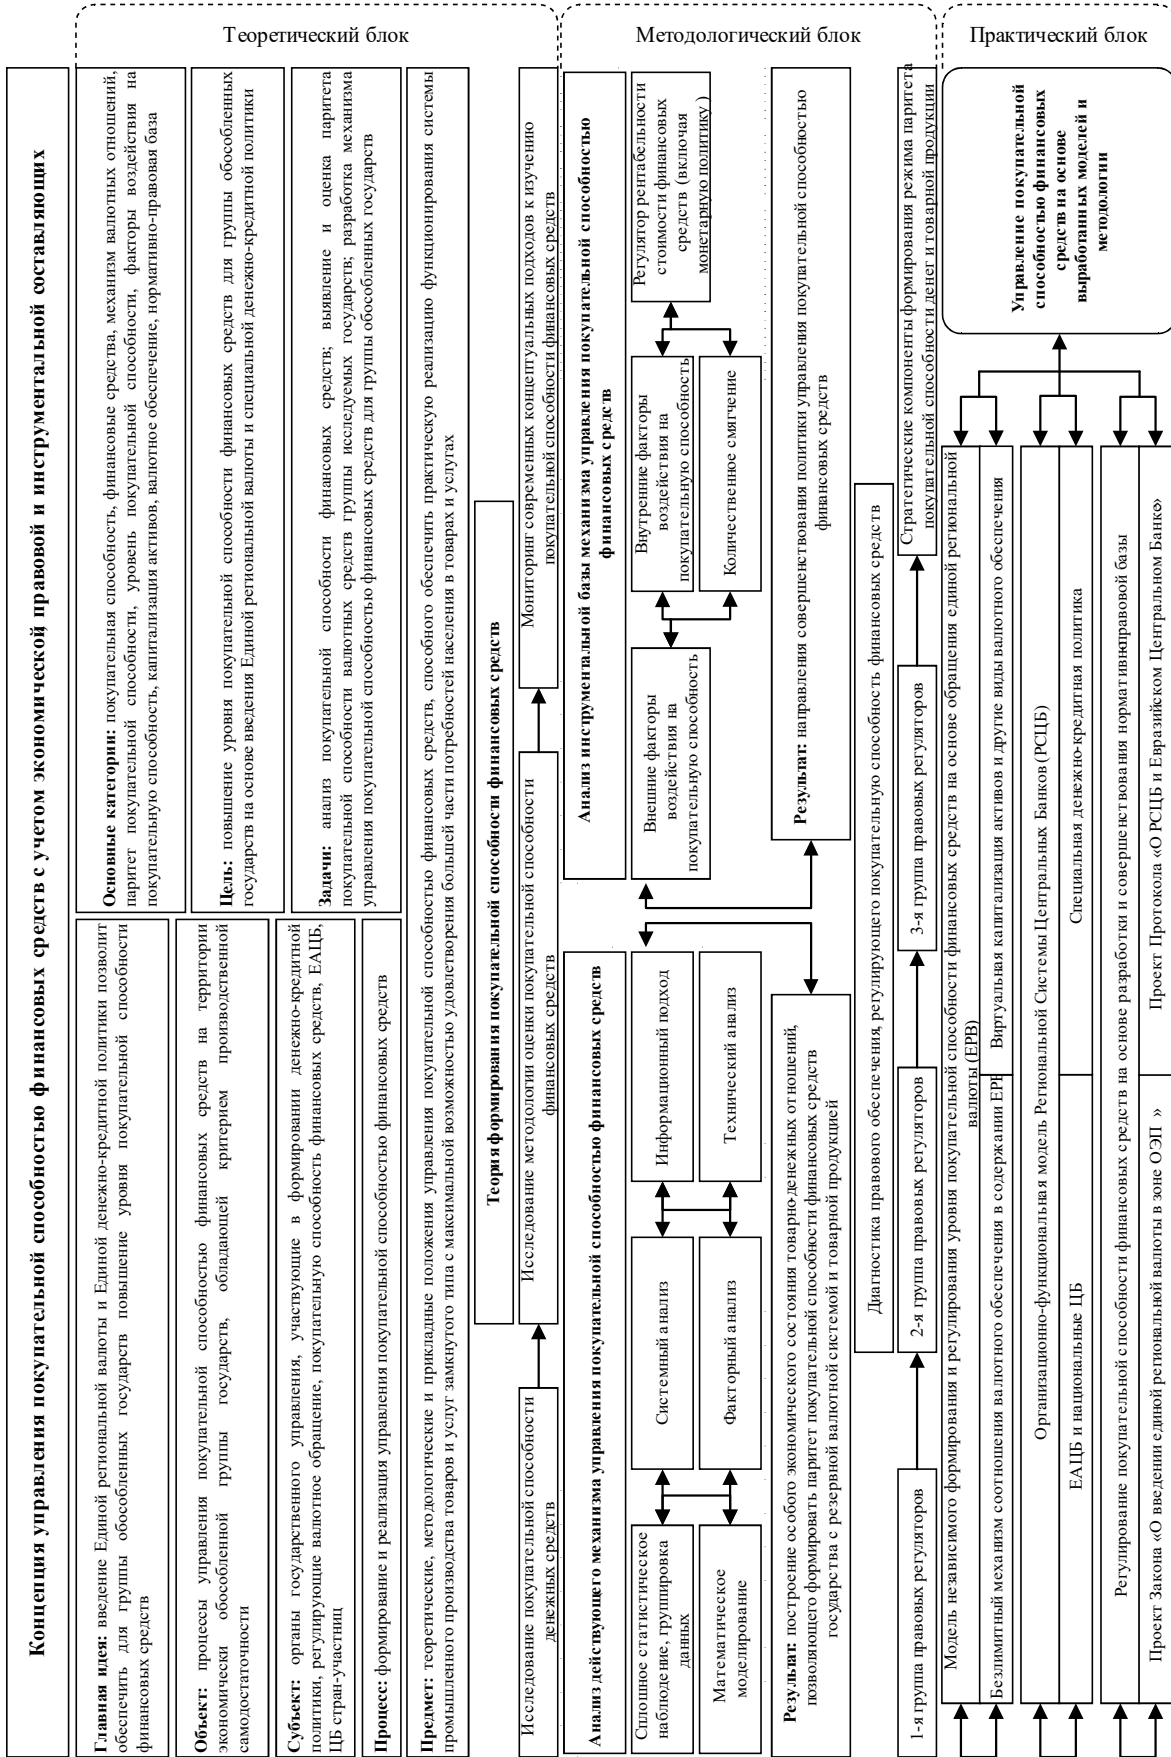 Концепция управления покупательной способностью финансовых средств с учетом экономической, правовой и инструментальной составляющих
Теоретический блок
Главная идея: введение Единой региональной валюты и Единой денежно-кредитной политики позволит
обеспечить для группы обособленных государств повышение уровня покупательной способности
финансовых средств
Объект: процессы управления покупательной способностью финансовых средств на территории
экономически обособленной группы государств, обладающей критерием производственной
самодостаточности
Субъект: органы государственного управления, участвующие в формировании денежно-кредитной
политики, регулирующие валютное обращение, покупательную способность финансовых средств, ЕАЦБ,
ЦБ стран-участниц
Процесс: формирование и реализация управления покупательной способностью финансовых средств
Основные категории: покупательная способность, финансовые средства, механизм валютных отношений,
паритет покупательной способности, уровень покупательной способности, факторы воздействия на
покупательную способность, капитализация активов, валютное обеспечение, нормативно-правовая база
Цель: повышение уровня покупательной способности финансовых средств для группы обособленных
государств на основе введения Единой региональной валюты и специальной денежно-кредитной политики
Задачи: анализ покупательной способности финансовых средств; выявление и оценка паритета
покупательной способности валютных средств группы исследуемых государств; разработка механизма
управления покупательной способностью финансовых средств для группы обособленных государств
Предмет: теоретические, методологические и прикладные положения управления покупательной способностью финансовых средств, способного обеспечить практическую реализацию функционирования системы
промышленного производства товаров и услуг замкнутого типа с максимальной возможностью удовлетворения большей части потребностей населения в товарах и услугах
Теория формирования покупательной способности финансовых средств
Исследование покупательной способности
денежных средств
Исследование методологии оценки покупательной способности
финансовых средств
Мониторинг современных концептуальных подходов к изучению
покупательной способности финансовых средств
Методологический блок
Анализ действующего механизма управления покупательной способностью финансовых средств
Сплошное статистическое
наблюдение, группировка
данных
Системный анализ
Информационный подход
Математическое
моделирование
Факторный анализ
Технический анализ
Результат: построение особого экономического состояния товарно-денежных отношений,
позволяющего формировать паритет покупательной способности финансовых средств
государства с резервной валютной системой и товарной продукцией
Анализ инструментальной базы механизма управления покупательной способностью
финансовых средств
Внешние факторы
воздействия на
покупательную способность
Внутренние факторы
воздействия на
покупательную способность
Количественное смягчение
Регулятор рентабельности
стоимости финансовых
средств (включая
монетарную политику)
Результат: направления совершенствования политики управления покупательной способностью
финансовых средств
Диагностика правового обеспечения, регулирующего покупательную способность финансовых средств
1-я группа правовых регуляторов
2-я группа правовых регуляторов
3-я группа правовых регуляторов
Стратегические компоненты формирования режима паритета
покупательной способности денег и товарной продукции
Практический блок
Модель независимого формирования и регулирования уровня покупательной способности финансовых средств на основе обращения единой региональной
валюты (ЕРВ)
Безлимитный механизм соотношения валютного обеспечения в содержании ЕРВ
Виртуальная капитализация активов и другие виды валютного обеспечения
Организационно-функциональная модель Региональной Системы Центральных Банков (РСЦБ)
ЕАЦБ и национальные ЦБ
Специальная денежно-кредитная политика
Регулирование покупательной способности финансовых средств на основе разработки и совершенствования нормативно-правовой базы
Проект Закона «О введении единой региональной валюты в зоне ОЭП »
Проект Протокола «О РСЦБ и Евразийском Центральном Банке»
Управление покупательной
способностью финансовых
средств на основе
выработанных моделей и
методологии